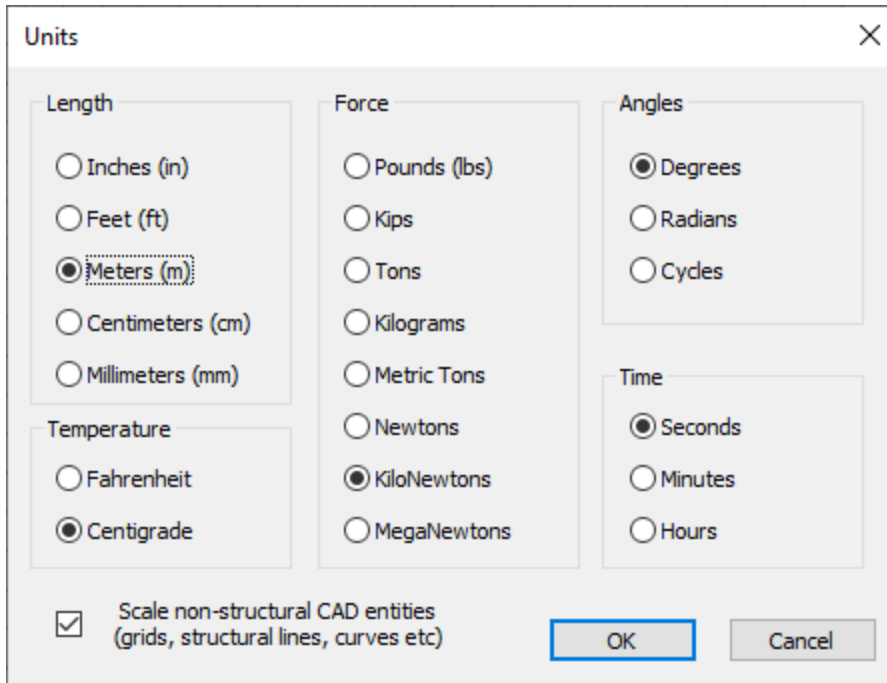 Units
Length
Inches (in)
Feet (ft)
Meters (m)
Centimeters (cm)
Millimeters (mm)
Temperature
Fahrenheit
Centigrade
Force
Pounds (lbs)
Kips
Tons
Kilograms
Metric Tons
Newtons
KiloNewtons
MegaNewtons
Angles
Degrees
Radians
Cycles
Time
Seconds
Minutes
Hours
Scale non-structural CAD entities
(grids, structural lines, curves etc)
OK
Cancel